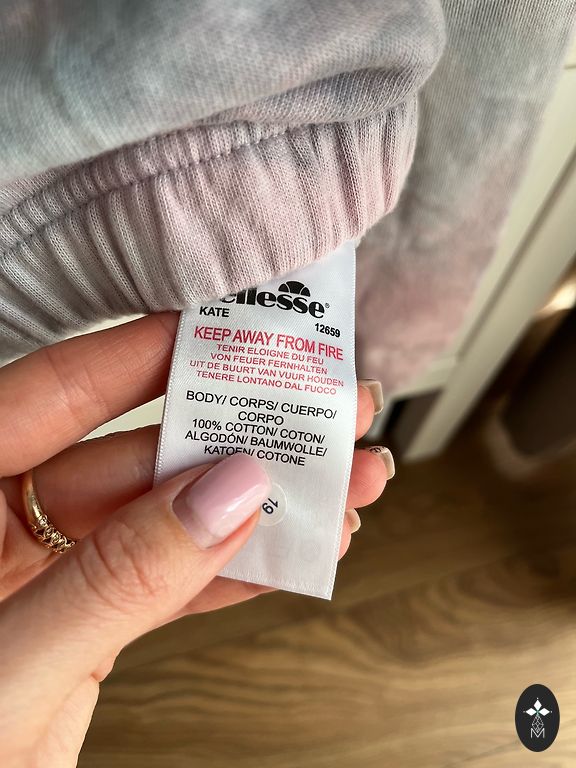 ellesse®
KATE
12659
KEEP AWAY FROM FIRE
TENIR ELOIGNE DU FEU
VON FEUER FERNHALTEN
UIT DE BUURT VAN VUUR HOUDEN
TENERE LONTANO DAL FUOCO
BODY/ CORPS/ CUERPO/
CORPO
100% COTTON/ COTON/
ALGODÓN/ BAUMWOLLE/
KATOEN/ COTONE
19
M